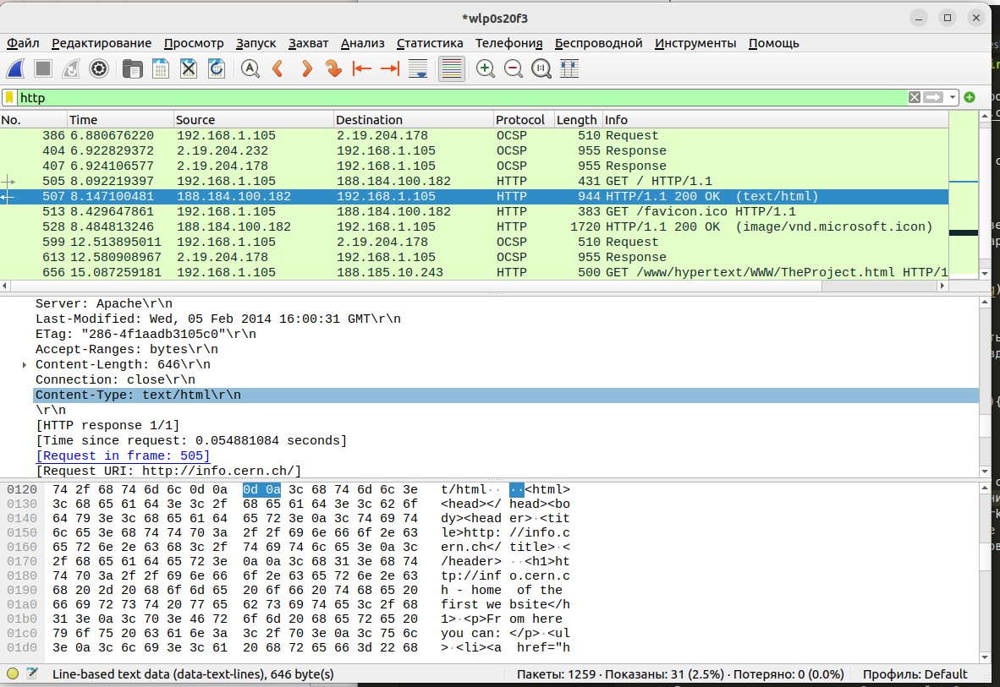 *wlp0s20f3
Файл Редактирование Просмотр Запуск Захват Анализ Статистика Телефония Беспроводной Инструменты Помощь
http
No. Time Source Destination Protocol Length Info
386 6.880676220 192.168.1.105 2.19.204.178 OCSP 510 Request
404 6.922829372 2.19.204.232 192.168.1.105 OCSP 955 Response
407 6.924106577 2.19.204.178 192.168.1.105 OCSP 955 Response
505 8.092219397 192.168.1.105 188.184.100.182 HTTP 431 GET / HTTP/1.1
507 8.147100481 188.184.100.182 192.168.1.105 HTTP 944 HTTP/1.1 200 OK (text/html)
513 8.429647861 192.168.1.105 188.184.100.182 HTTP 383 GET /favicon.ico HTTP/1.1
528 8.484813246 188.184.100.182 192.168.1.105 HTTP 1720 HTTP/1.1 200 OK (image/vnd.microsoft.icon)
599 12.513895011 192.168.1.105 2.19.204.178 OCSP 510 Request
613 12.580908967 2.19.204.178 192.168.1.105 OCSP 955 Response
656 15.087259181 192.168.1.105 188.185.10.243 HTTP 500 GET /www/hypertext/WWW/TheProject.html HTTP/1
Server: Apache\r\n
Last-Modified: Wed, 05 Feb 2014 16:00:31 GMT\r\n
ETag: "286-4f1aadb3105c0"\r\n
Accept-Ranges: bytes\r\n
Content-Length: 646\r\n
Connection: close\r\n
Content-Type: text/html\r\n
\r\n
[HTTP response 1/1]
[Time since request: 0.054881084 seconds]
[Request in frame: 505]
[Request URI: http://info.cern.ch/]
0120 74 2f 68 74 6d 6c 0d 0a 0d 0a 3c 68 74 6d 6c 3e t/html·· ··<html>
0130 3c 68 65 61 64 3e 3c 2f 68 65 61 64 3e 3c 62 6f <head></ head><bo
0140 64 79 3e 3c 68 65 61 64 65 72 3e 0a 3c 74 69 74 dy><head er>·<tit
0150 6c 65 3e 68 74 74 70 3a 2f 2f 69 6e 66 6f 2e 63 le>http: //info.c
0160 65 72 6e 2e 63 68 3c 2f 74 69 74 6c 65 3e 0a 3c ern.ch</ title>·<
0170 2f 68 65 61 64 65 72 3e 0a 0a 3c 68 31 3e 68 74 /header> ··<h1>ht
0180 74 70 3a 2f 2f 69 6e 66 6f 2e 63 65 72 6e 2e 63 tp://inf o.cern.c
0190 68 20 2d 20 68 6f 6d 65 20 6f 66 20 74 68 65 20 h - home of the
01a0 66 69 72 73 74 20 77 65 62 73 69 74 65 3c 2f 68 first we bsite</h
01b0 31 3e 0a 3c 70 3e 46 72 6f 6d 20 68 65 72 65 20 1>·<p>Fr om here
01c0 79 6f 75 20 63 61 6e 3a 3c 2f 70 3e 0a 3c 75 6c you can: </p>·<ul
01d0 3e 0a 3c 6c 69 3e 3c 61 20 68 72 65 66 3d 22 68 >·<li><a href="h
Line-based text data (data-text-lines), 646 byte(s) Пакеты: 1259 · Показаны: 31 (2.5%) · Потеряно: 0 (0.0%) Профиль: Default